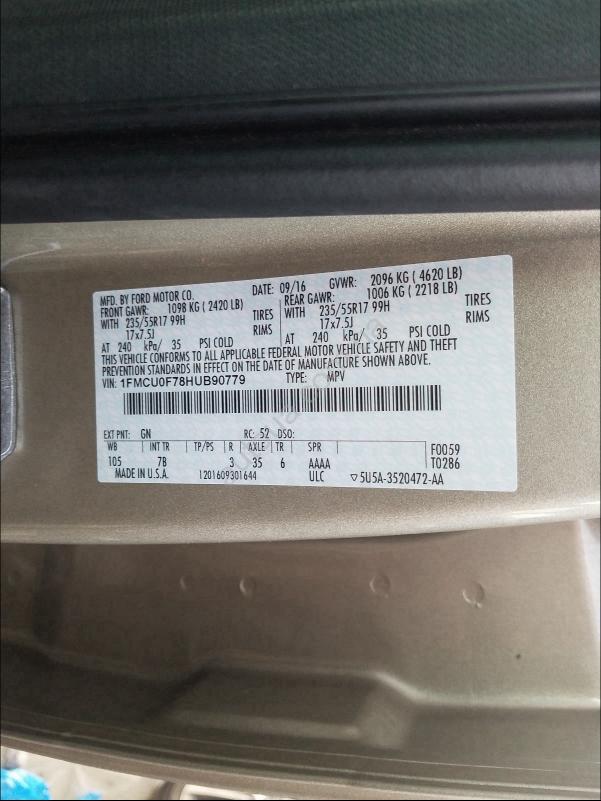 MFD. BY FORD MOTOR CO. DATE: 09/16 GVWR: 2096 KG ( 4620 LB)
FRONT GAWR: 1098 KG ( 2420 LB) REAR GAWR: 1006 KG ( 2218 LB)
WITH 235/55R17 99H TIRES WITH 235/55R17 99H TIRES
17x7.5J RIMS 17x7.5J RIMS
AT 240 kPa/ 35 PSI COLD AT 240 kPa/ 35 PSI COLD
THIS VEHICLE CONFORMS TO ALL APPLICABLE FEDERAL MOTOR VEHICLE SAFETY AND THEFT
PREVENTION STANDARDS IN EFFECT ON THE DATE OF MANUFACTURE SHOWN ABOVE.
VIN: 1FMCU0F78HUB90779 TYPE: MPV
EXT PNT: GN RC: 52 DSO:
WB INT TR TP/PS R AXLE TR SPR F0059
105 7B 3 35 6 AAAA T0286
MADE IN U.S.A. 1201609301644 ULC ▽5U5A-3520472-AA